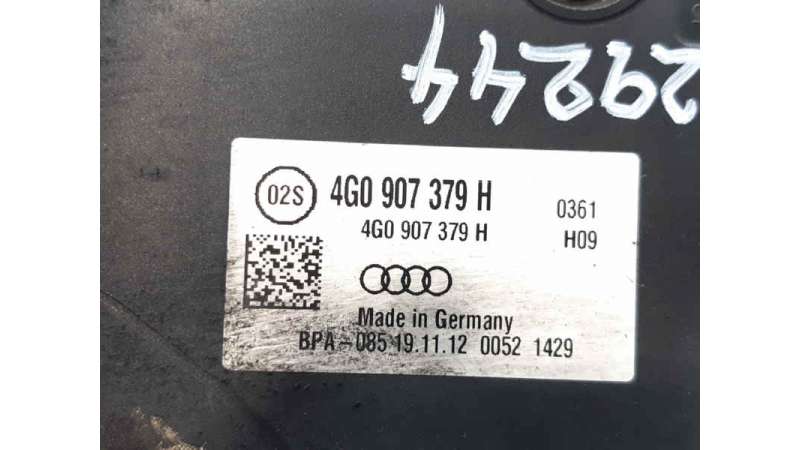 29244
02S 4G0 907 379 H 0361
4G0 907 379 H H09
Made in Germany
BPA-085 19.11.12 0052 1429